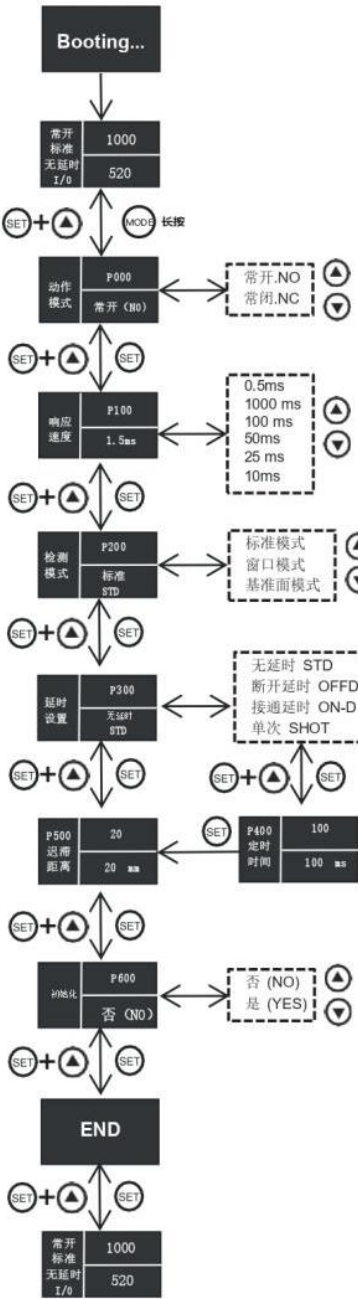 Booting...
常开
标准
无延时
I/O
1000
520
SET + MODE 长按
动作
模式
P000
常开 (NO)
常开.NO
常闭.NC
SET + SET
响应
速度
P100
1.5ms
0.5ms
1000 ms
100 ms
50ms
25 ms
10ms
SET + SET
检测
模式
P200
标准
STD
标准模式
窗口模式
基准面模式
SET + SET
延时
设置
P300
无延时
STD
无延时 STD
断开延时 OFFD
接通延时 ON-D
单次 SHOT
SET + SET
SET + SET
P500
迟滞
距离
20
20 mm
SET
P400
定时
时间
100
100 ms
SET + SET
初始化
P600
否 (NO)
否 (NO)
是 (YES)
SET + SET
END
SET + SET
常开
标准
无延时
I/O
1000
520